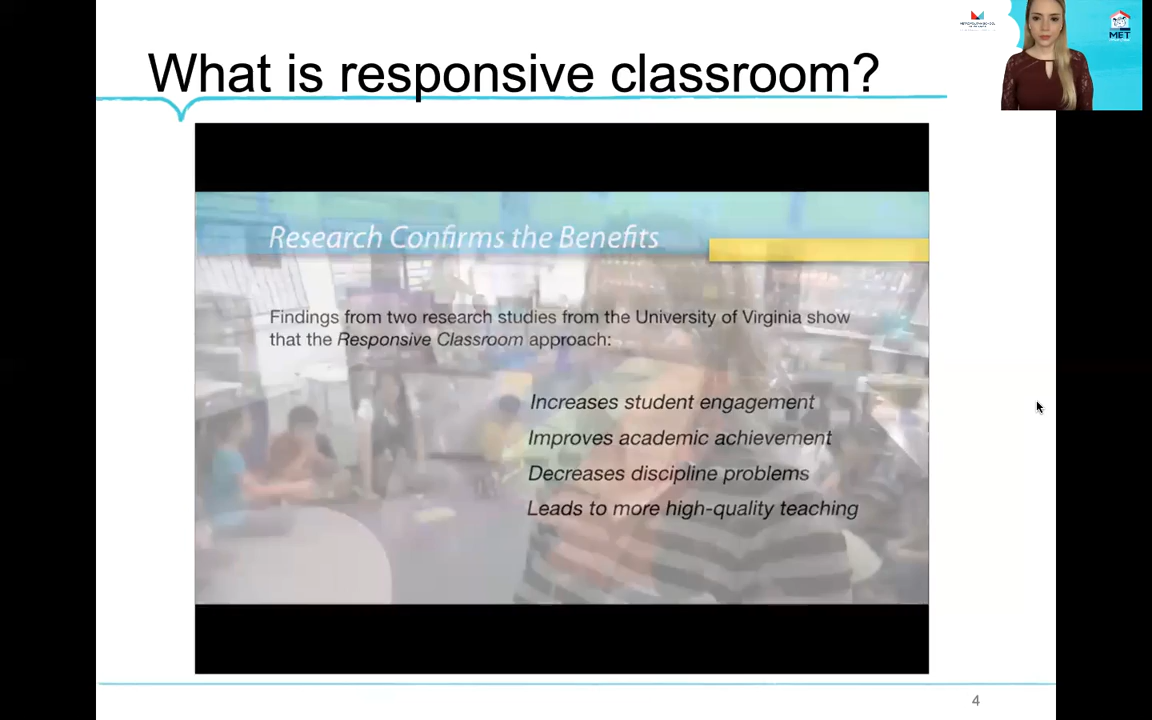 What is responsive classroom?
MET
Research Confirms the Benefits
Findings from two research studies from the University of Virginia show
that the Responsive Classroom approach:
Increases student engagement
Improves academic achievement
Decreases discipline problems
Leads to more high-quality teaching
4